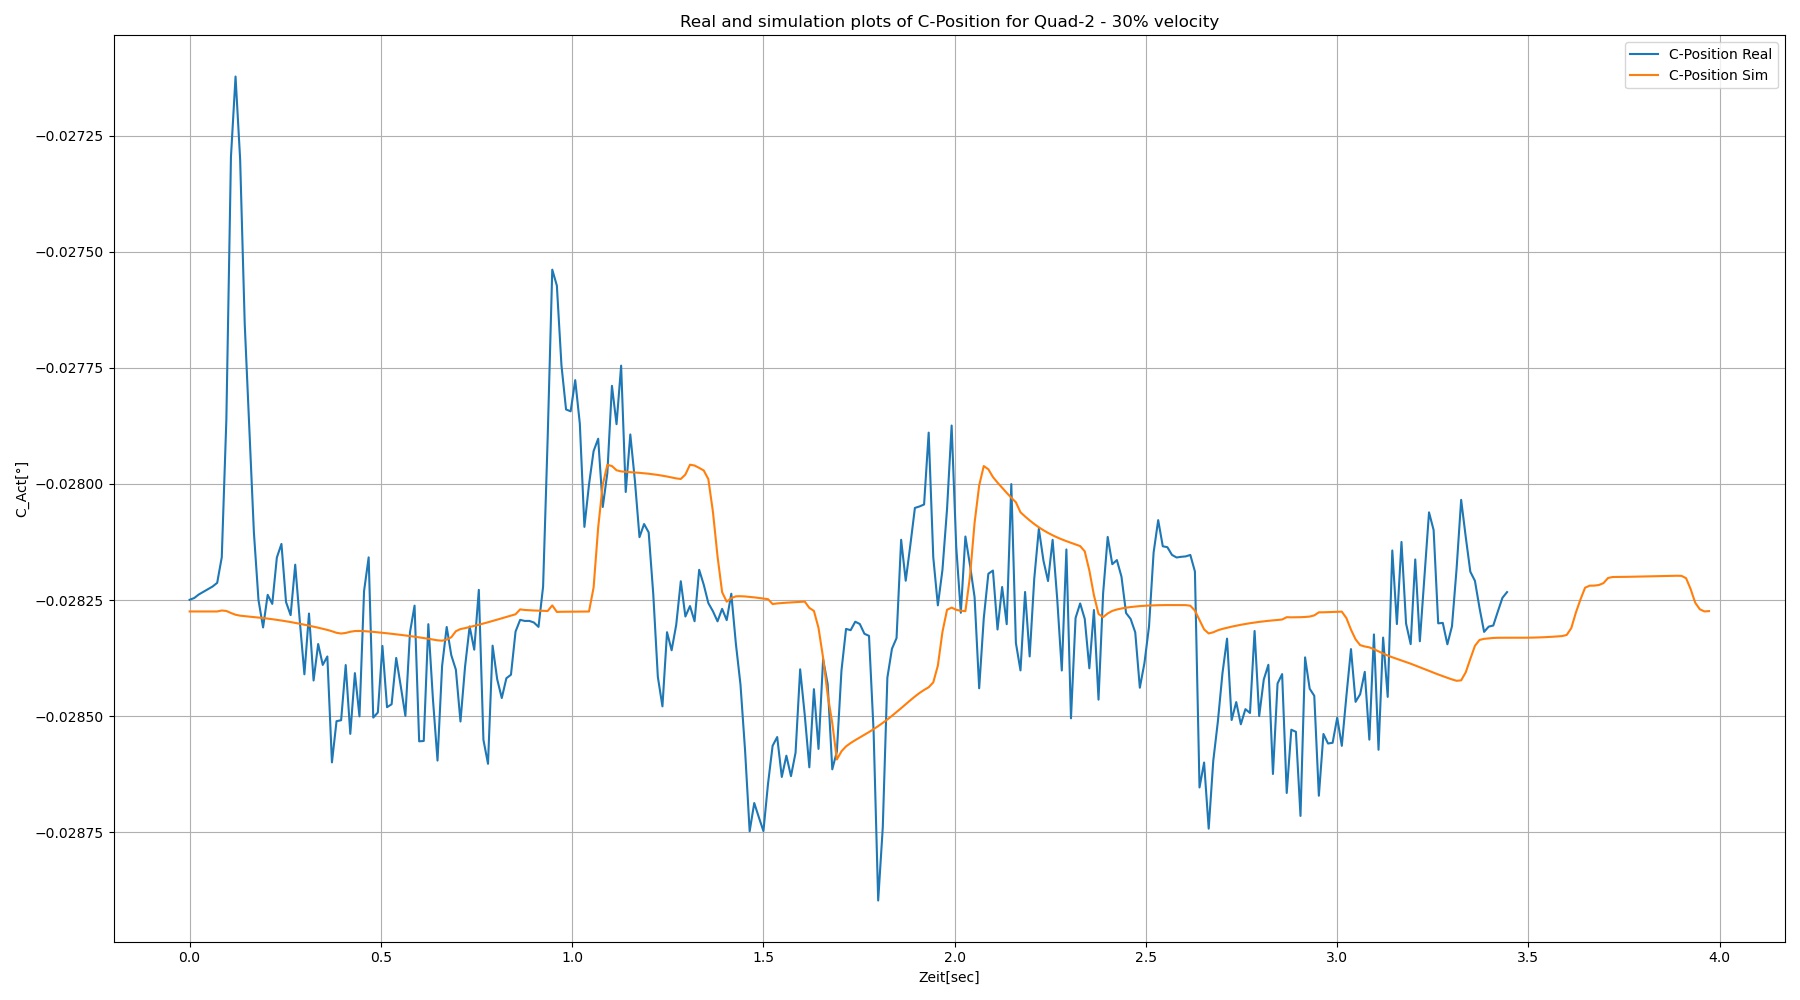 Real and simulation plots of C-Position for Quad-2 - 30% velocity
C-Position Real
C-Position Sim
−0.02725
−0.02750
−0.02775
−0.02800
−0.02825
−0.02850
−0.02875
C_Act[°]
0.0 0.5 1.0 1.5 2.0 2.5 3.0 3.5 4.0
Zeit[sec]